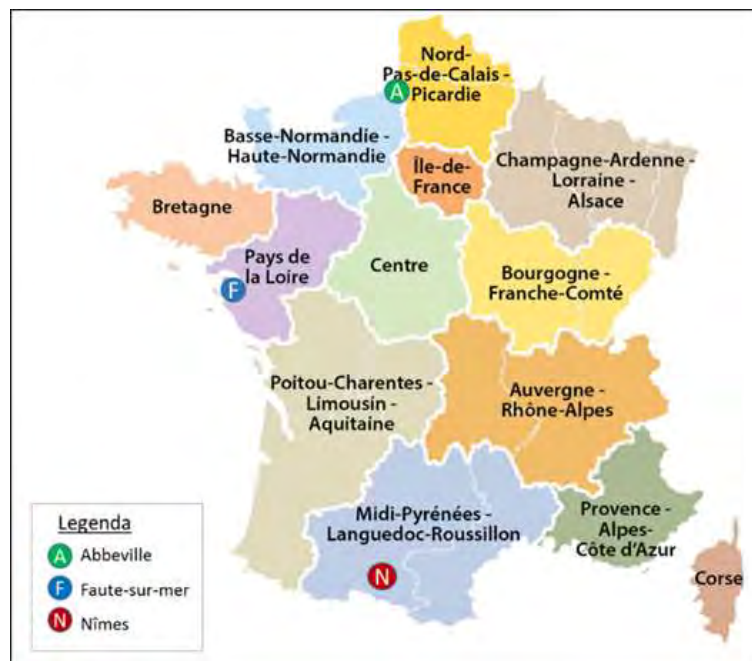 Nord-
Pas-de-Calais -
Picardie
A
Basse-Normandie -
Haute-Normandie
Île-de-
France
Champagne-Ardenne -
Lorraine -
Alsace
Bretagne
Pays de
la Loire
F
Centre
Bourgogne -
Franche-Comté
Poitou-Charentes -
Limousin -
Aquitaine
Auvergne -
Rhône-Alpes
Midi-Pyrénées -
Languedoc-Roussillon
N
Provence -
Alpes-
Côte d'Azur
Corse
Legenda
A Abbeville
F Faute-sur-mer
N Nîmes